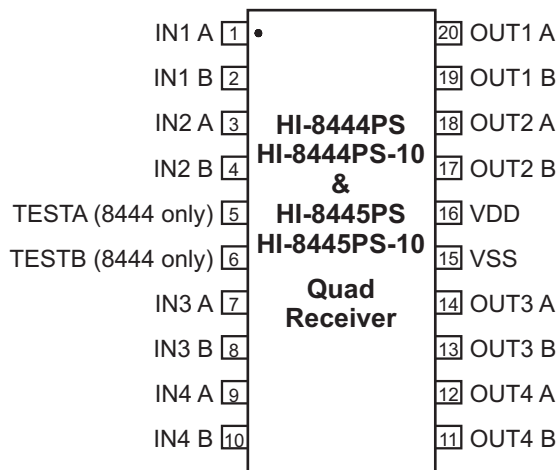 IN1 A 1 20 OUT1 A
IN1 B 2 19 OUT1 B
IN2 A 3 18 OUT2 A
IN2 B 4 17 OUT2 B
TESTA (8444 only) 5 16 VDD
TESTB (8444 only) 6 15 VSS
IN3 A 7 14 OUT3 A
IN3 B 8 13 OUT3 B
IN4 A 9 12 OUT4 A
IN4 B 10 11 OUT4 B
HI-8444PS
HI-8444PS-10
&
HI-8445PS
HI-8445PS-10
Quad
Receiver